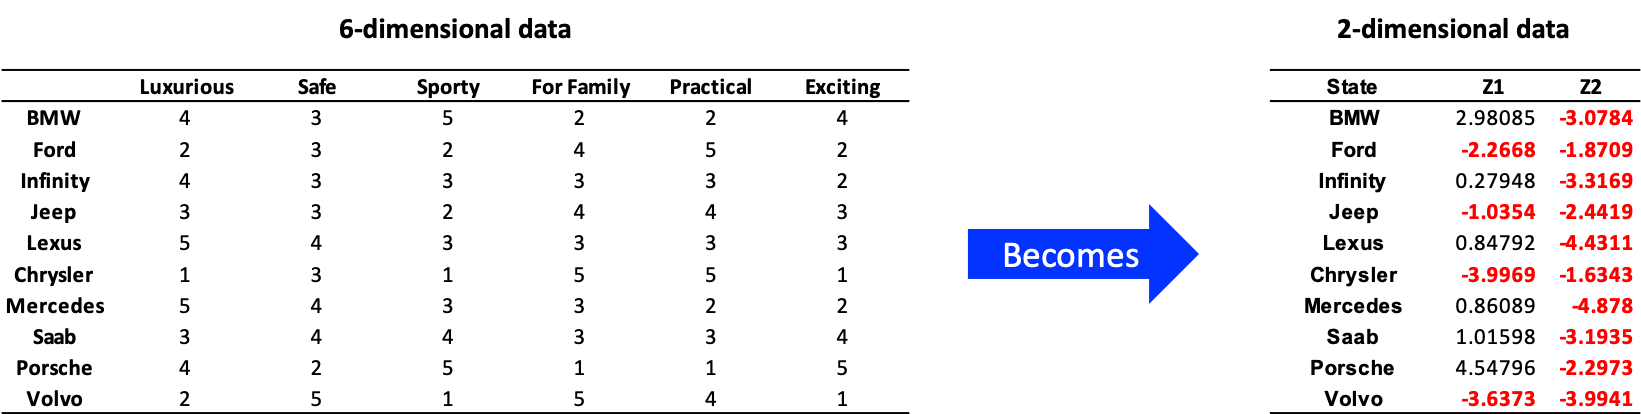 6-dimensional data 2-dimensional data
Luxurious Safe Sporty For Family Practical Exciting State Z1 Z2
BMW 4 3 5 2 2 4 BMW 2.98085 -3.0784
Ford 2 3 2 4 5 2 Ford -2.2668 -1.8709
Infinity 4 3 3 3 3 2 Infinity 0.27948 -3.3169
Jeep 3 3 2 4 4 3 Jeep -1.0354 -2.4419
Lexus 5 4 3 3 3 3 Becomes Lexus 0.84792 -4.4311
Chrysler 1 3 1 5 5 1 Chrysler -3.9969 -1.6343
Mercedes 5 4 3 3 2 2 Mercedes 0.86089 -4.878
Saab 3 4 4 3 3 4 Saab 1.01598 -3.1935
Porsche 4 2 5 1 1 5 Porsche 4.54796 -2.2973
Volvo 2 5 1 5 4 1 Volvo -3.6373 -3.9941